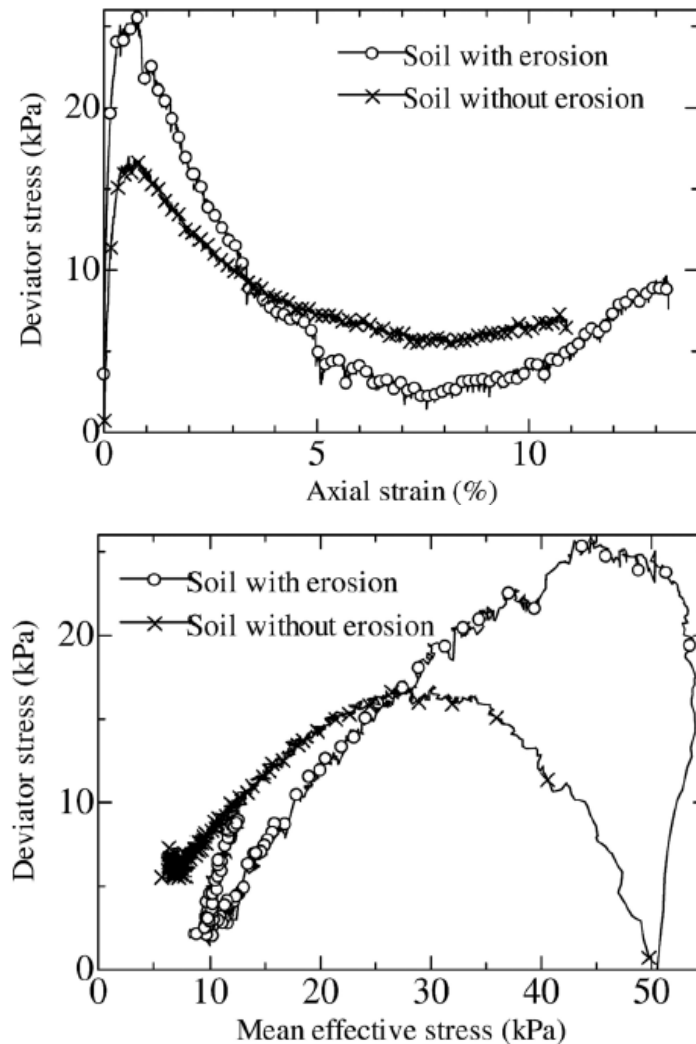 Deviator stress (kPa)
20
10
0
Soil with erosion
Soil without erosion
0
5
10
Axial strain (%)
Deviator stress (kPa)
20
10
0
Soil with erosion
Soil without erosion
0
10
20
30
40
50
Mean effective stress (kPa)